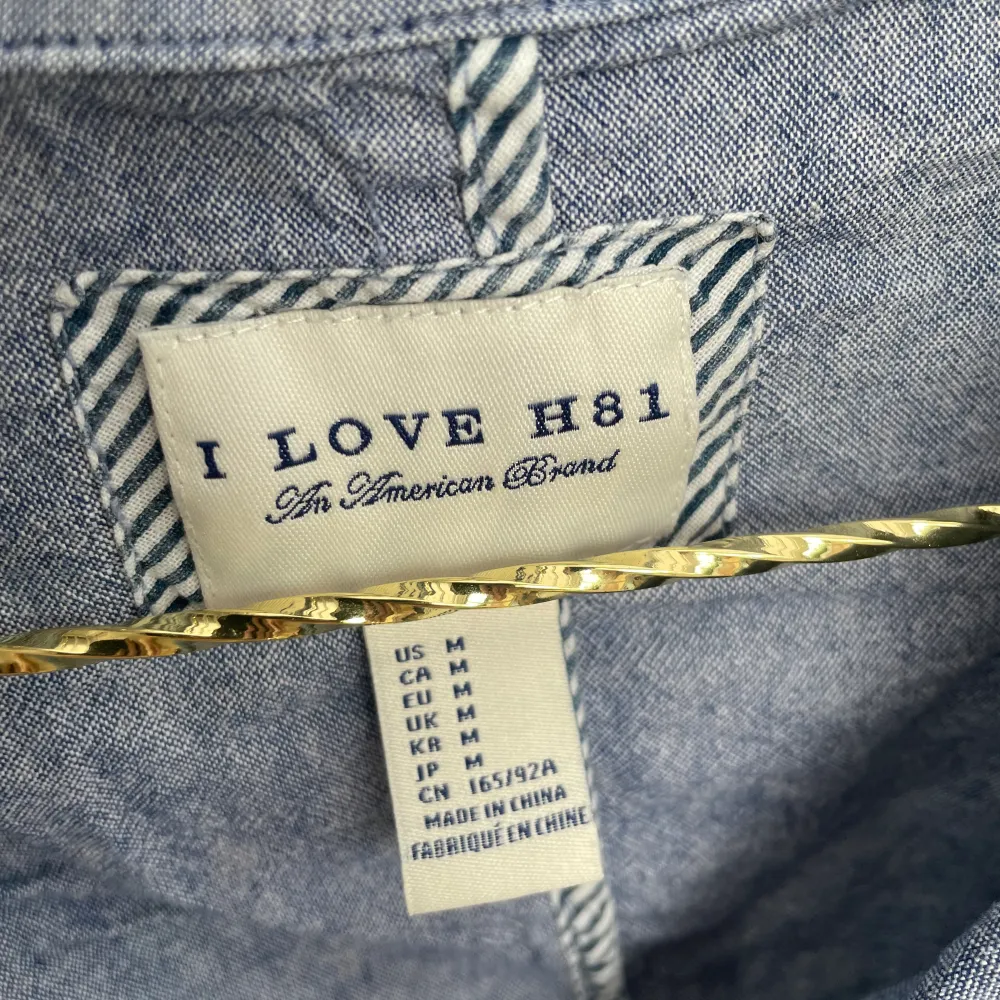 I LOVE H81
An American Brand
US M
CA M
EU M
UK M
KR M
JP M
CN 165/92A
MADE IN CHINA
FABRIQUÉ EN CHINE